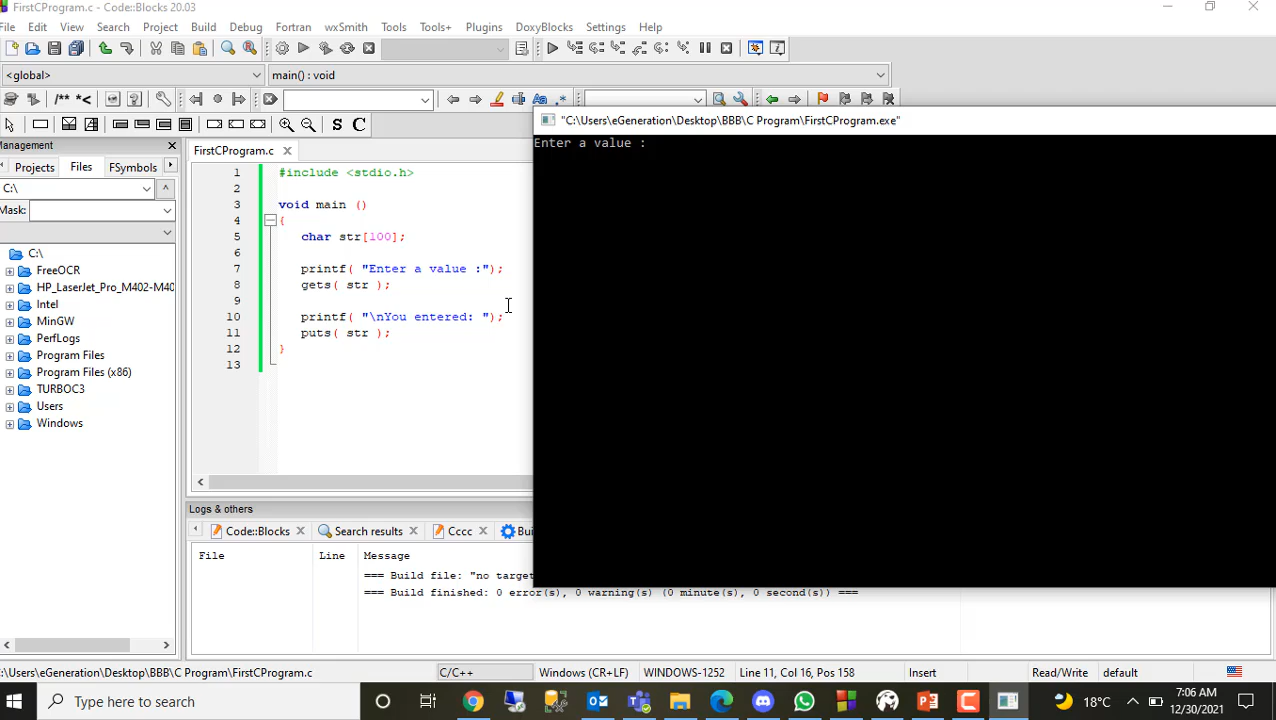 FirstCProgram.c - Code::Blocks 20.03
File Edit View Search Project Build Debug Fortran wxSmith Tools Tools+ Plugins DoxyBlocks Settings Help
<global> main() : void
/** *<
S C
Management
Projects Files FSymbols
C:\
Mask:
C:\
FreeOCR
HP_LaserJet_Pro_M402-M40
Intel
MinGW
PerfLogs
Program Files
Program Files (x86)
TURBOC3
Users
Windows
FirstCProgram.c
1 #include <stdio.h>
2
3 void main ()
4 {
5 char str[100];
6
7 printf( "Enter a value :");
8 gets( str );
9
10 printf( "\nYou entered: ");
11 puts( str );
12 }
13
"C:\Users\eGeneration\Desktop\BBB\C Program\FirstCProgram.exe"
Enter a value :
Logs & others
Code::Blocks Search results Cccc Bui
File Line Message
=== Build file: "no target
=== Build finished: 0 error(s), 0 warning(s) (0 minute(s), 0 second(s)) ===
:\Users\eGeneration\Desktop\BBB\C Program\FirstCProgram.c C/C++ Windows (CR+LF) WINDOWS-1252 Line 11, Col 16, Pos 158 Insert Read/Write default
Type here to search
18°C
7:06 AM
12/30/2021